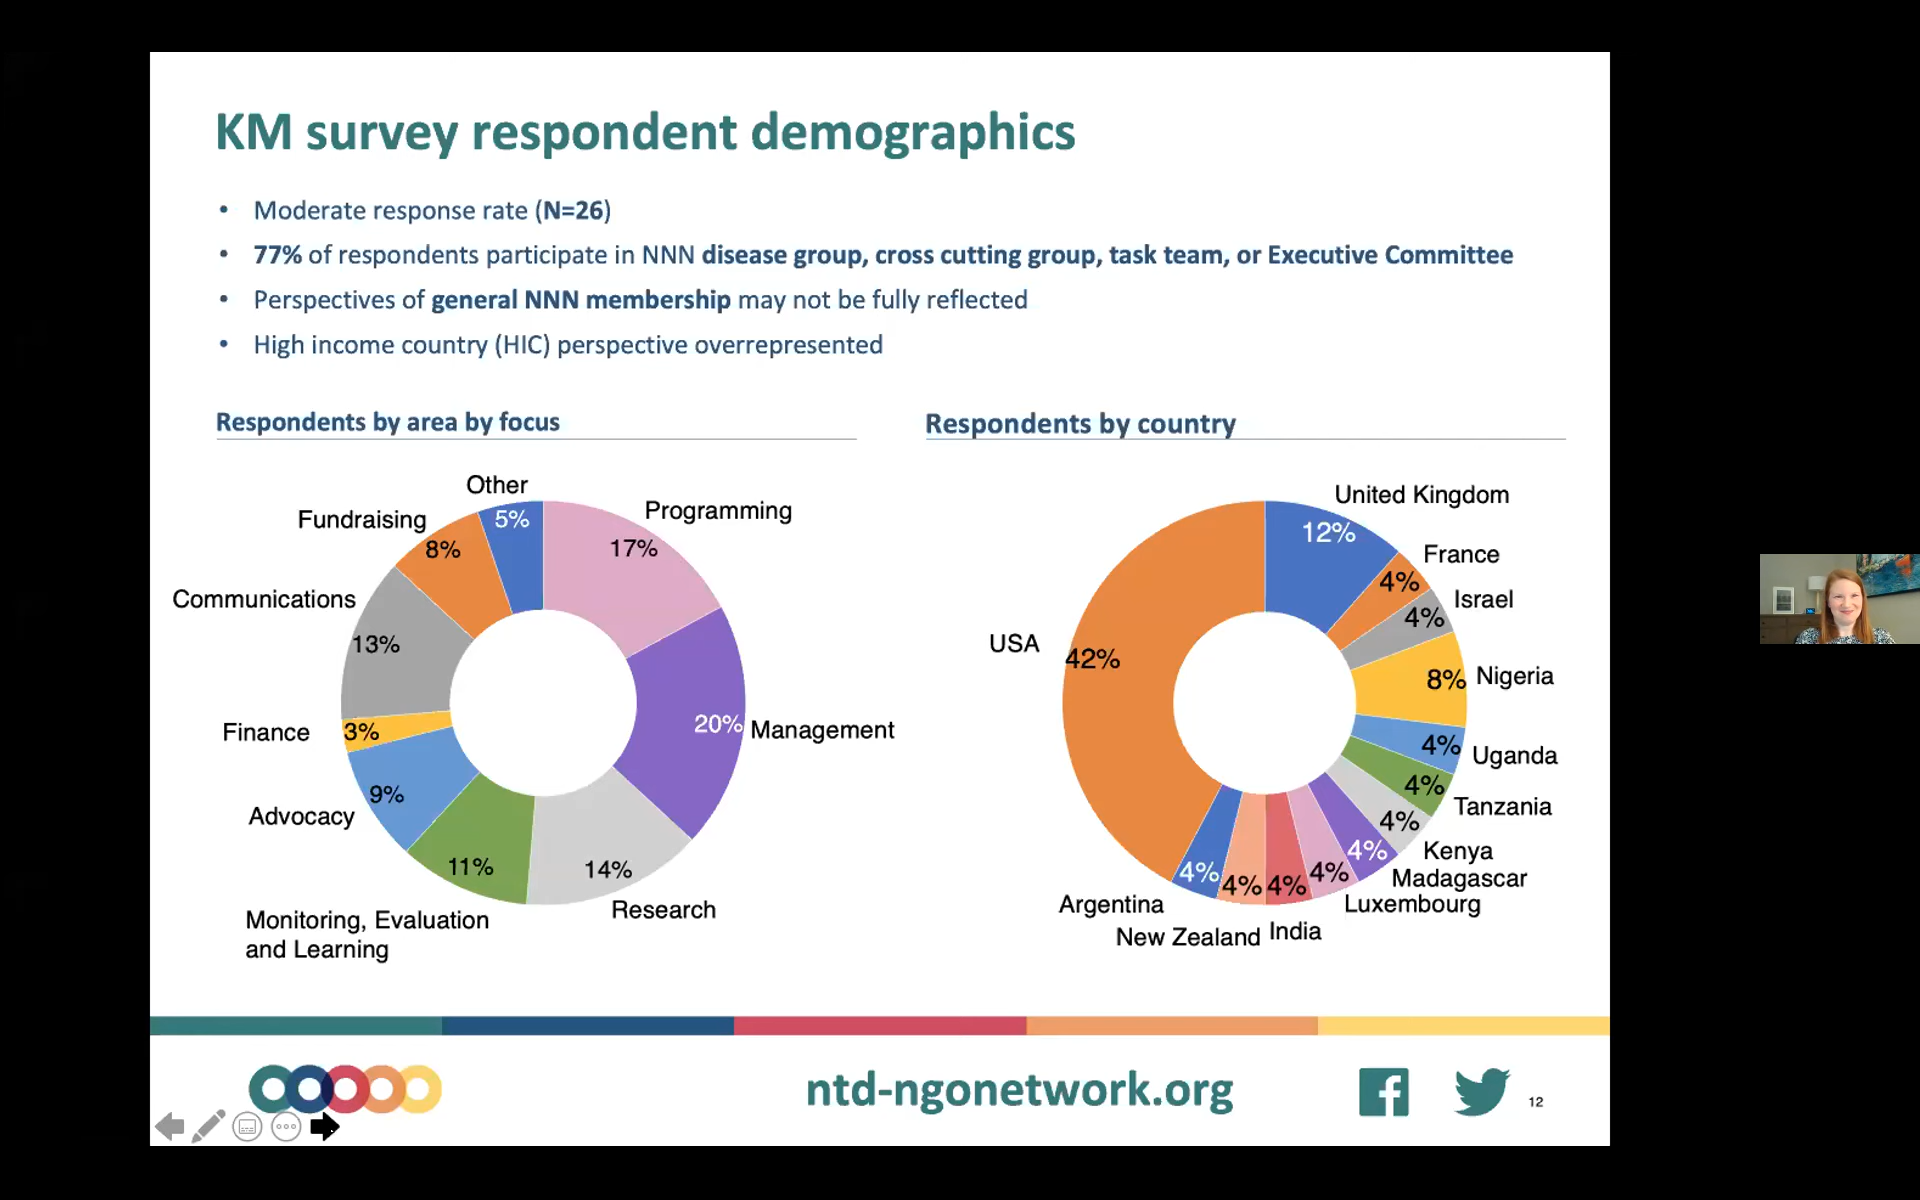 KM survey respondent demographics
• Moderate response rate (N=26)
• 77% of respondents participate in NNN disease group, cross cutting group, task team, or Executive Committee
• Perspectives of general NNN membership may not be fully reflected
• High income country (HIC) perspective overrepresented
Respondents by area by focus
Other
5%
Programming
17%
Fundraising
8%
Communications
13%
Management
20%
Finance
3%
Advocacy
9%
Monitoring, Evaluation
and Learning
11%
Research
14%
Respondents by country
United Kingdom
12%
France
4%
Israel
4%
Nigeria
8%
Uganda
4%
Tanzania
4%
Kenya
4%
Madagascar
4%
Luxembourg
4%
India
4%
New Zealand
4%
Argentina
4%
USA
42%
ntd-ngonetwork.org
12